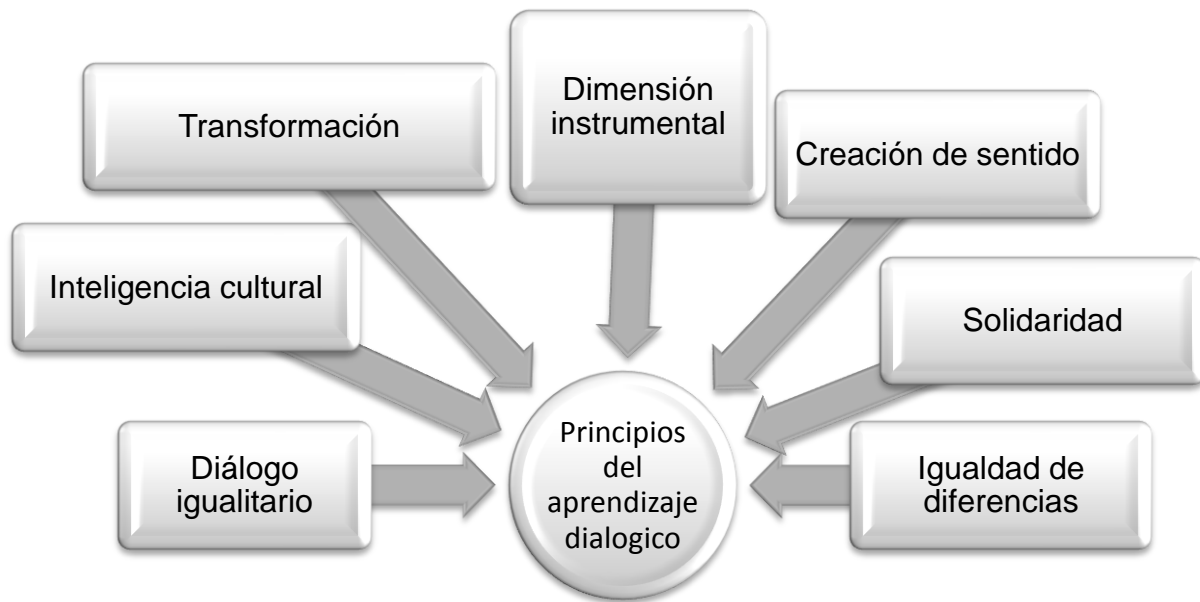 Dimensión
instrumental
Transformación
Creación de sentido
Inteligencia cultural
Solidaridad
Diálogo
igualitario
Principios
del
aprendizaje
dialogico
Igualdad de
diferencias